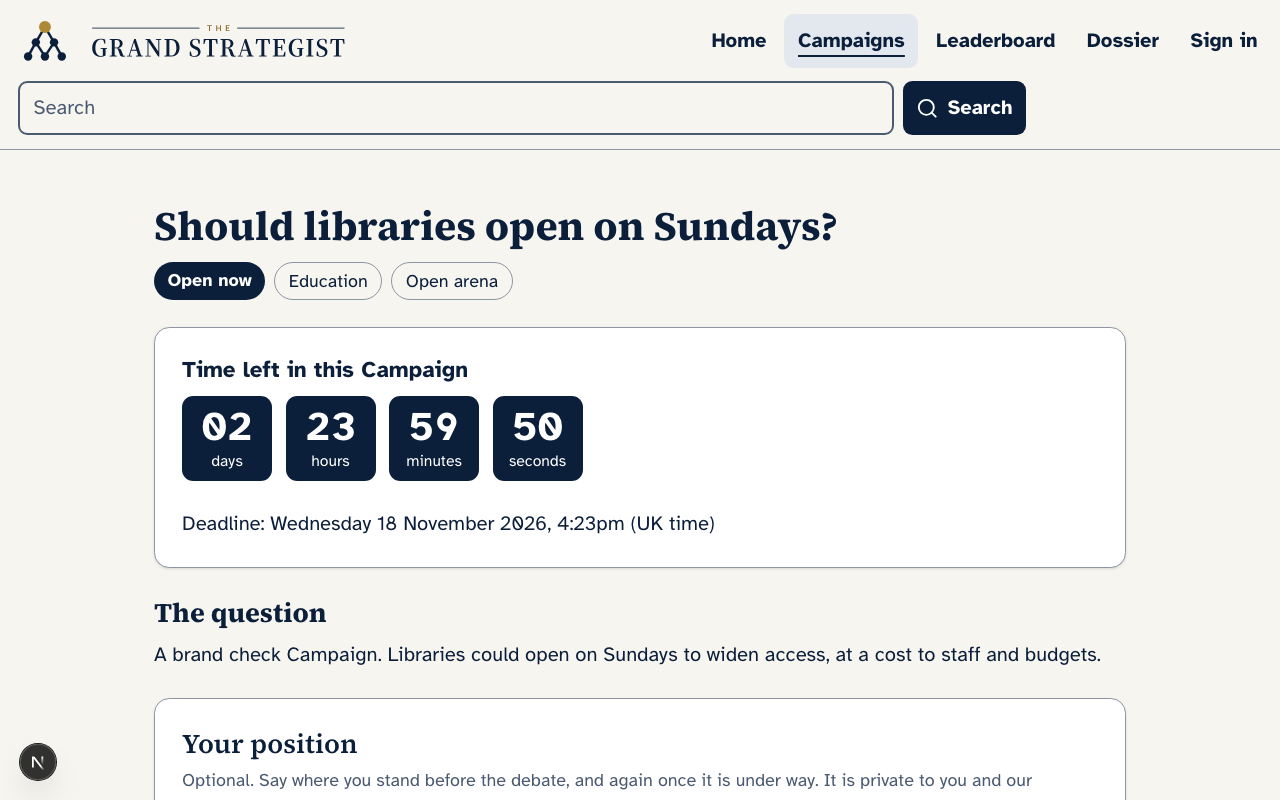 THE
GRAND STRATEGIST
Home Campaigns Leaderboard Dossier Sign in
Search Search
Should libraries open on Sundays?
Open now Education Open arena
Time left in this Campaign
02 23 59 50
days hours minutes seconds
Deadline: Wednesday 18 November 2026, 4:23pm (UK time)
The question
A brand check Campaign. Libraries could open on Sundays to widen access, at a cost to staff and budgets.
Your position
Optional. Say where you stand before the debate, and again once it is under way. It is private to you and our
N